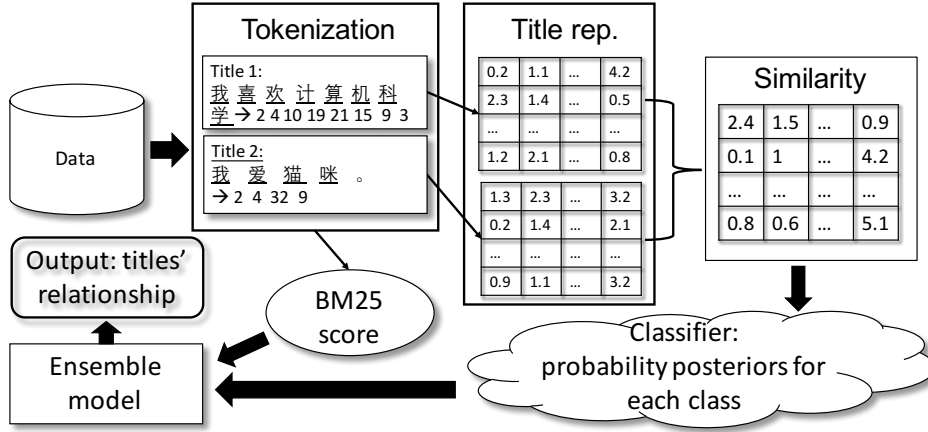 Data
Tokenization
Title 1:
我 喜 欢 计 算 机 科
学→ 2 4 10 19 21 15 9 3
Title 2:
我 爱 猫 咪 。
→ 2 4 32 9
Title rep.
0.2 1.1 ... 4.2
2.3 1.4 ... 0.5
... ... ... ...
1.2 2.1 ... 0.8
1.3 2.3 ... 3.2
0.2 1.4 ... 2.1
... ... ... ...
0.9 1.1 ... 3.2
Similarity
2.4 1.5 ... 0.9
0.1 1 ... 4.2
... ... ... ...
0.8 0.6 ... 5.1
Classifier:
probability posteriors for
each class
BM25
score
Ensemble
model
Output: titles’
relationship